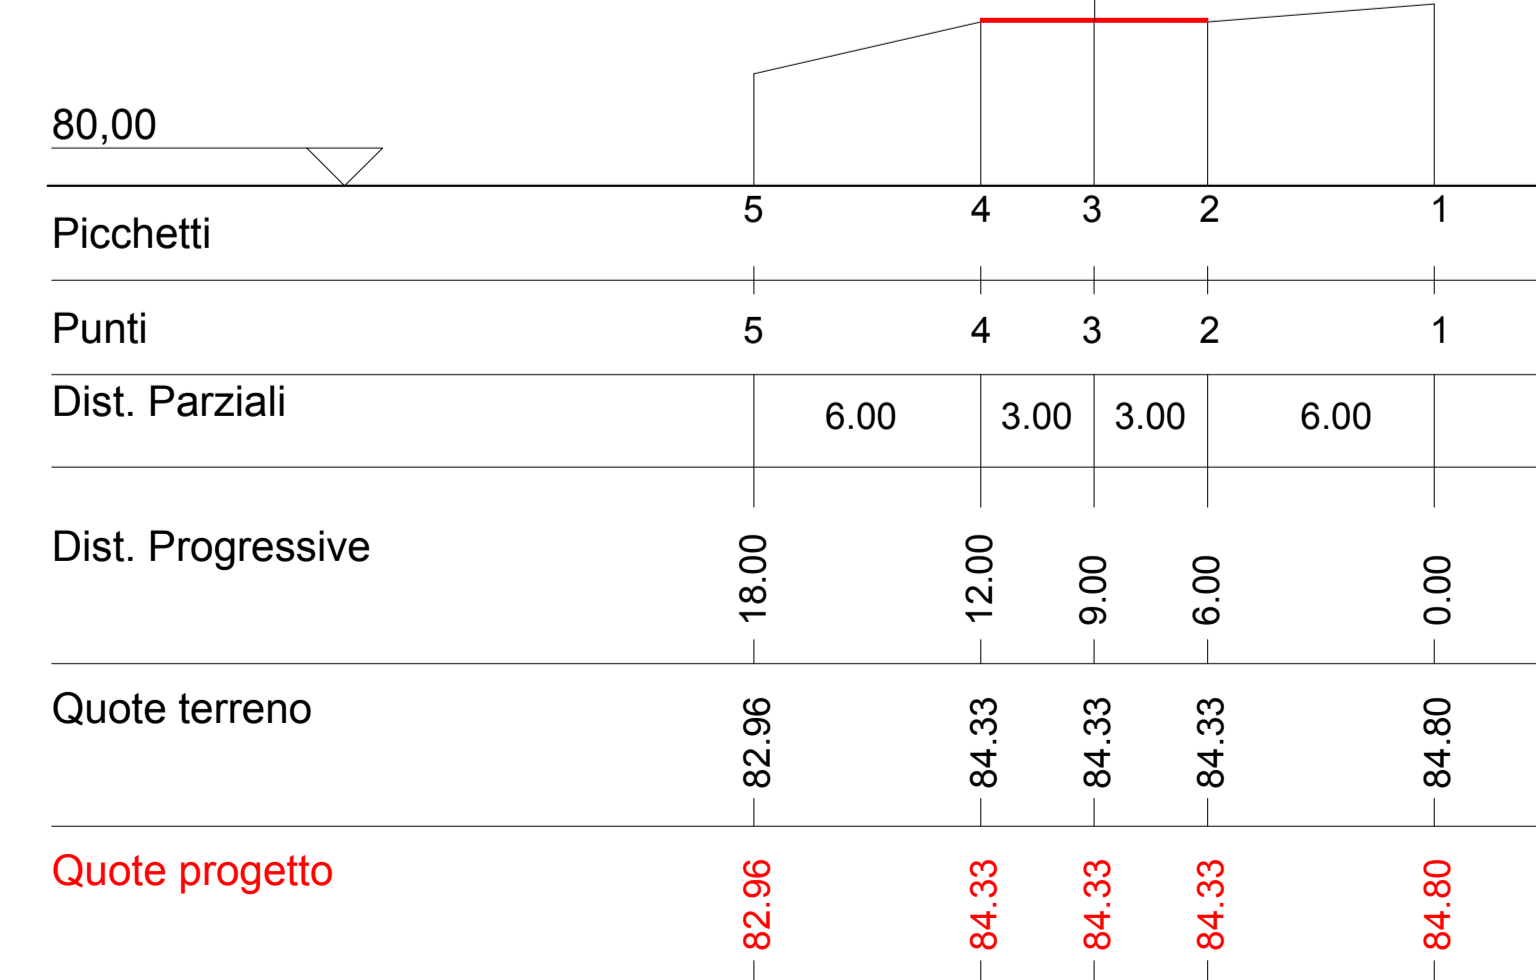 80,00
Picchetti 5 4 3 2 1
Punti 5 4 3 2 1
Dist. Parziali 6.00 3.00 3.00 6.00
Dist. Progressive 18.00 12.00 9.00 6.00 0.00
Quote terreno 82.96 84.33 84.33 84.33 84.80
Quote progetto 82.96 84.33 84.33 84.33 84.80